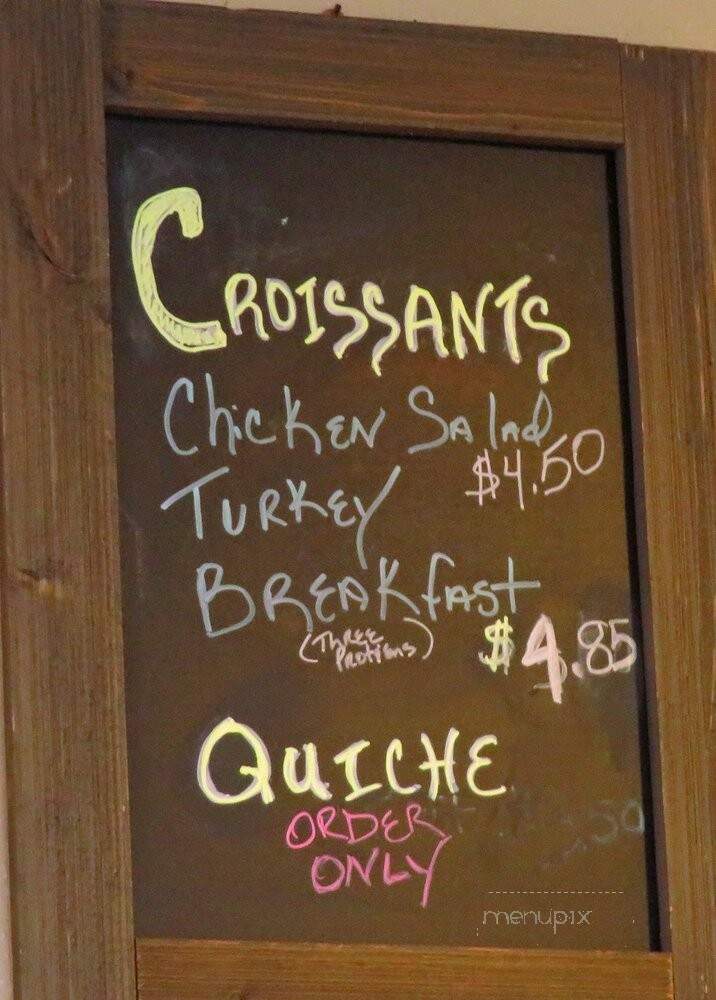 CROISSANTS
Chicken Salad
$4.50
Turkey
Breakfast
(Three
Proteins)
$4.85
QUICHE
ORDER
ONLY
menupix